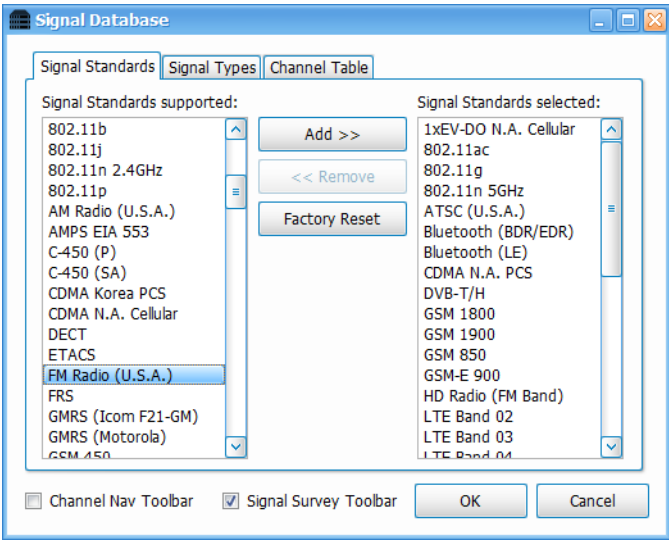 Signal Database
Signal Standards
Signal Types
Channel Table
Signal Standards supported:
802.11b
802.11j
802.11n 2.4GHz
802.11p
AM Radio (U.S.A.)
AMPS EIA 553
C-450 (P)
C-450 (SA)
CDMA Korea PCS
CDMA N.A. Cellular
DECT
ETACS
FM Radio (U.S.A.)
FRS
GMRS (Icom F21-GM)
GMRS (Motorola)
GSM 450
Add >>
<< Remove
Factory Reset
Signal Standards selected:
1xEV-DO N.A. Cellular
802.11ac
802.11g
802.11n 5GHz
ATSC (U.S.A.)
Bluetooth (BDR/EDR)
Bluetooth (LE)
CDMA N.A. PCS
DVB-T/H
GSM 1800
GSM 1900
GSM 850
GSM-E 900
HD Radio (FM Band)
LTE Band 02
LTE Band 03
LTE Band 04
Channel Nav Toolbar
Signal Survey Toolbar
OK
Cancel